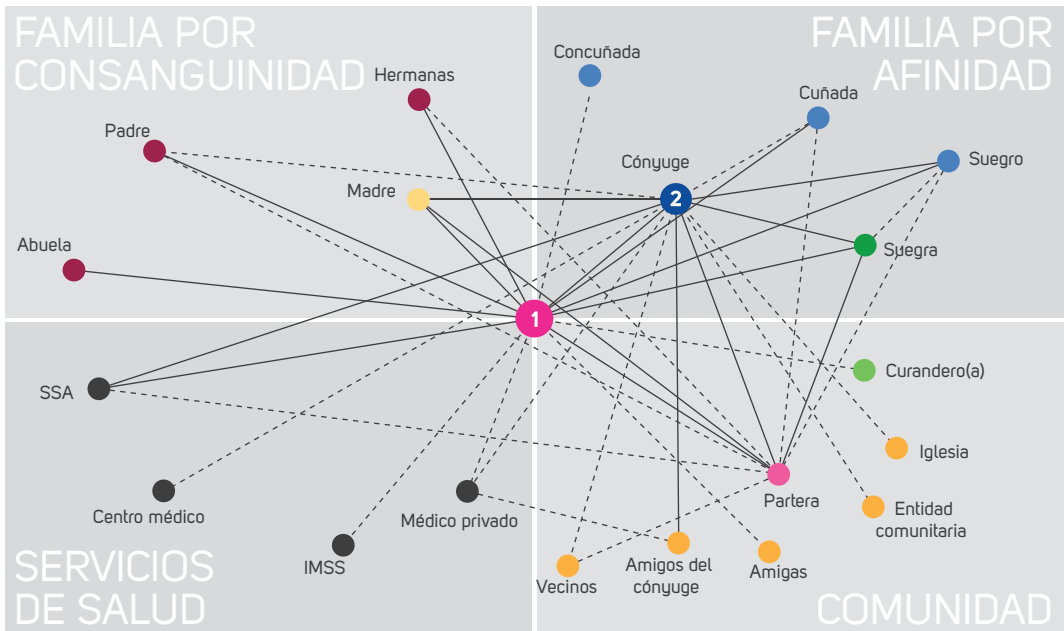 FAMILIA POR
CONSANGUINIDAD
FAMILIA POR
AFINIDAD
Hermanas
Concuñada
Cuñada
Padre
Suegro
Cónyuge
Madre
2
Abuela
Suegra
1
SSA
Curandero(a)
Iglesia
Centro médico
Médico privado
Partera
Entidad
comunitaria
IMSS
Vecinos
Amigos del
cónyuge
Amigas
SERVICIOS
DE SALUD
COMUNIDAD